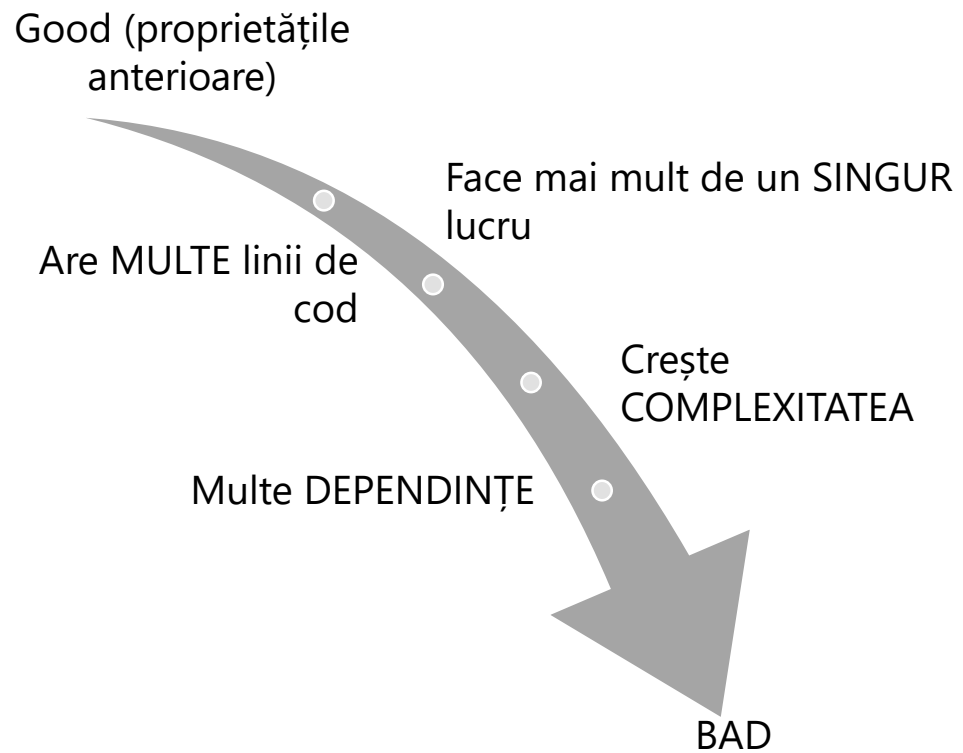 Good (proprietățile
anterioare)
Face mai mult de un SINGUR
lucru
Are MULTE linii de
cod
Crește
COMPLEXITATEA
Multe DEPENDINȚE
BAD